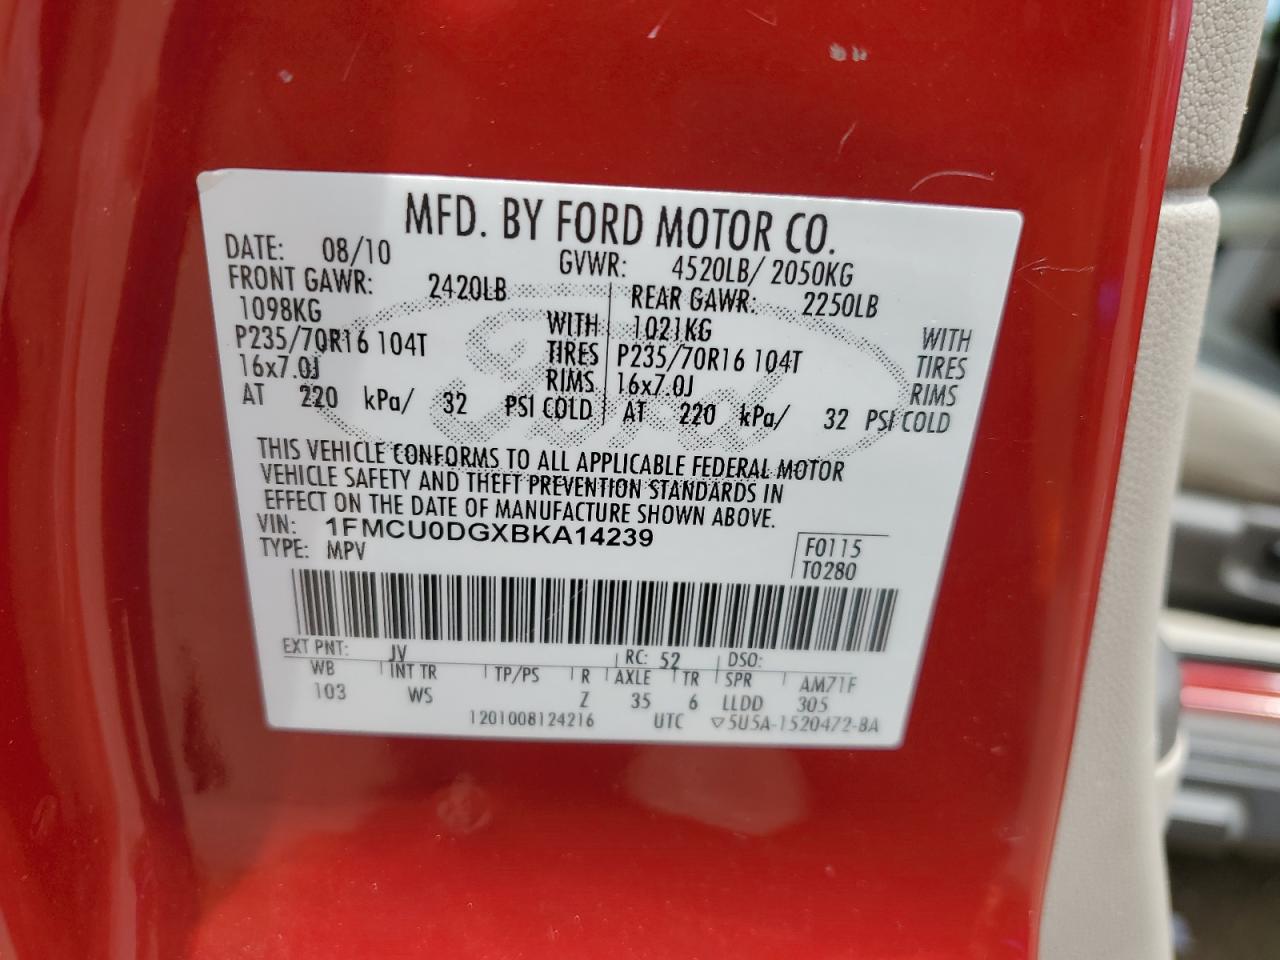 MFD. BY FORD MOTOR CO.
DATE: 08/10 GVWR: 4520LB/ 2050KG
FRONT GAWR: 2420LB REAR GAWR: 2250LB
1098KG WITH 1021KG WITH
P235/70R16 104T TIRES P235/70R16 104T TIRES
16x7.0J RIMS 16x7.0J RIMS
AT 220 kPa/ 32 PSI COLD AT 220 kPa/ 32 PSI COLD
Ford
THIS VEHICLE CONFORMS TO ALL APPLICABLE FEDERAL MOTOR
VEHICLE SAFETY AND THEFT PREVENTION STANDARDS IN
EFFECT ON THE DATE OF MANUFACTURE SHOWN ABOVE.
VIN: 1FMCU0DGXBKA14239
TYPE: MPV F0115
T0280
EXT PNT: JV RC: 52 DSO:
WB INT TR TP/PS R AXLE TR SPR AM71F
103 WS Z 35 6 LLDD 305
1201008124216 UTC ▽5U5A-1520472-BA